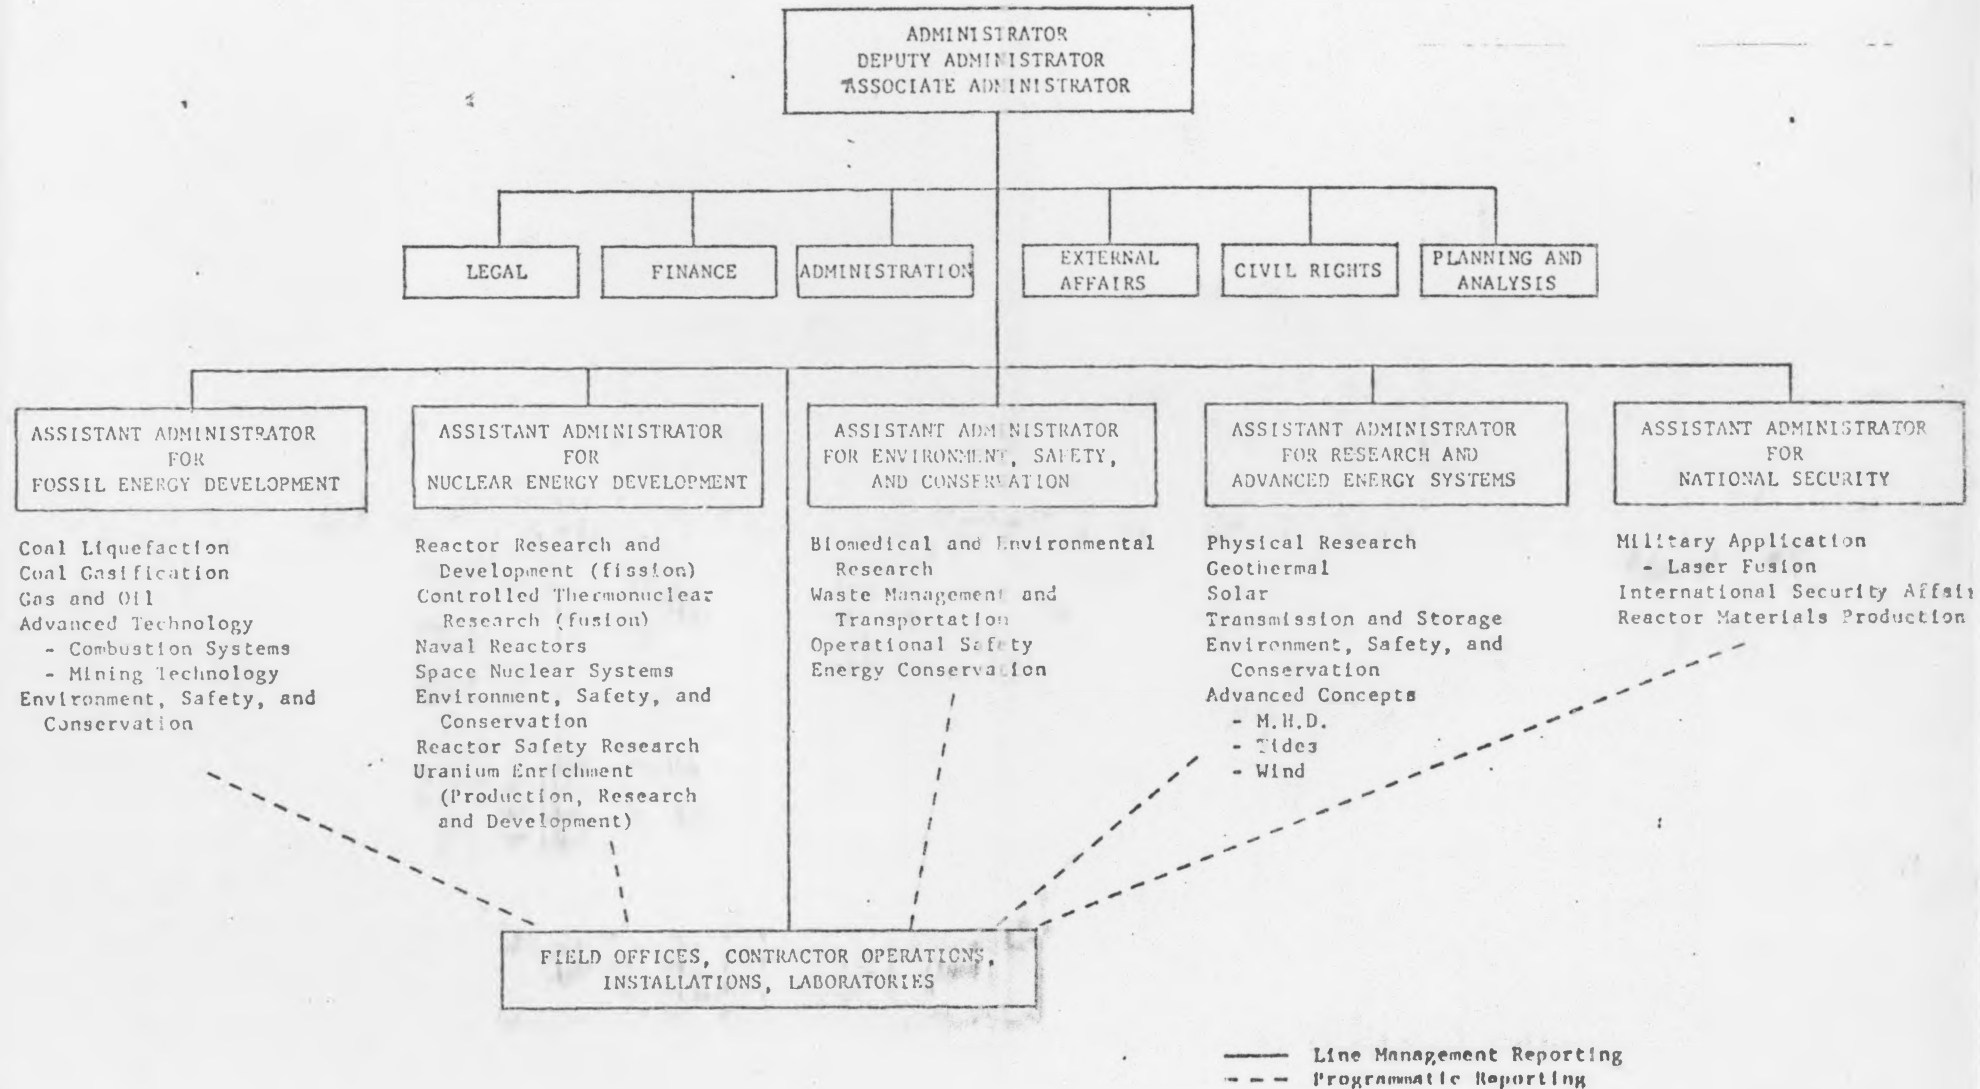 ADMINISTRATOR
DEPUTY ADMINISTRATOR
ASSOCIATE ADMINISTRATOR
LEGAL
FINANCE
ADMINISTRATION
EXTERNAL
AFFAIRS
CIVIL RIGHTS
PLANNING AND
ANALYSIS
ASSISTANT ADMINISTRATOR
FOR
FOSSIL ENERGY DEVELOPMENT
Coal Liquefaction
Coal Gasification
Gas and Oil
Advanced Technology
- Combustion Systems
- Mining Technology
Environment, Safety, and
Conservation
ASSISTANT ADMINISTRATOR
FOR
NUCLEAR ENERGY DEVELOPMENT
Reactor Research and
Development (fission)
Controlled Thermonuclear
Research (fusion)
Naval Reactors
Space Nuclear Systems
Environment, Safety, and
Conservation
Reactor Safety Research
Uranium Enrichment
(Production, Research
and Development)
ASSISTANT ADMINISTRATOR
FOR ENVIRONMENT, SAFETY,
AND CONSERVATION
Biomedical and Environmental
Research
Waste Management and
Transportation
Operational Safety
Energy Conservation
ASSISTANT ADMINISTRATOR
FOR RESEARCH AND
ADVANCED ENERGY SYSTEMS
Physical Research
Geothermal
Solar
Transmission and Storage
Environment, Safety, and
Conservation
Advanced Concepts
- M.H.D.
- Tides
- Wind
ASSISTANT ADMINISTRATOR
FOR
NATIONAL SECURITY
Military Application
- Laser Fusion
International Security Affair
Reactor Materials Production
FIELD OFFICES, CONTRACTOR OPERATIONS,
INSTALLATIONS, LABORATORIES
Line Management Reporting
Programmatic Reporting